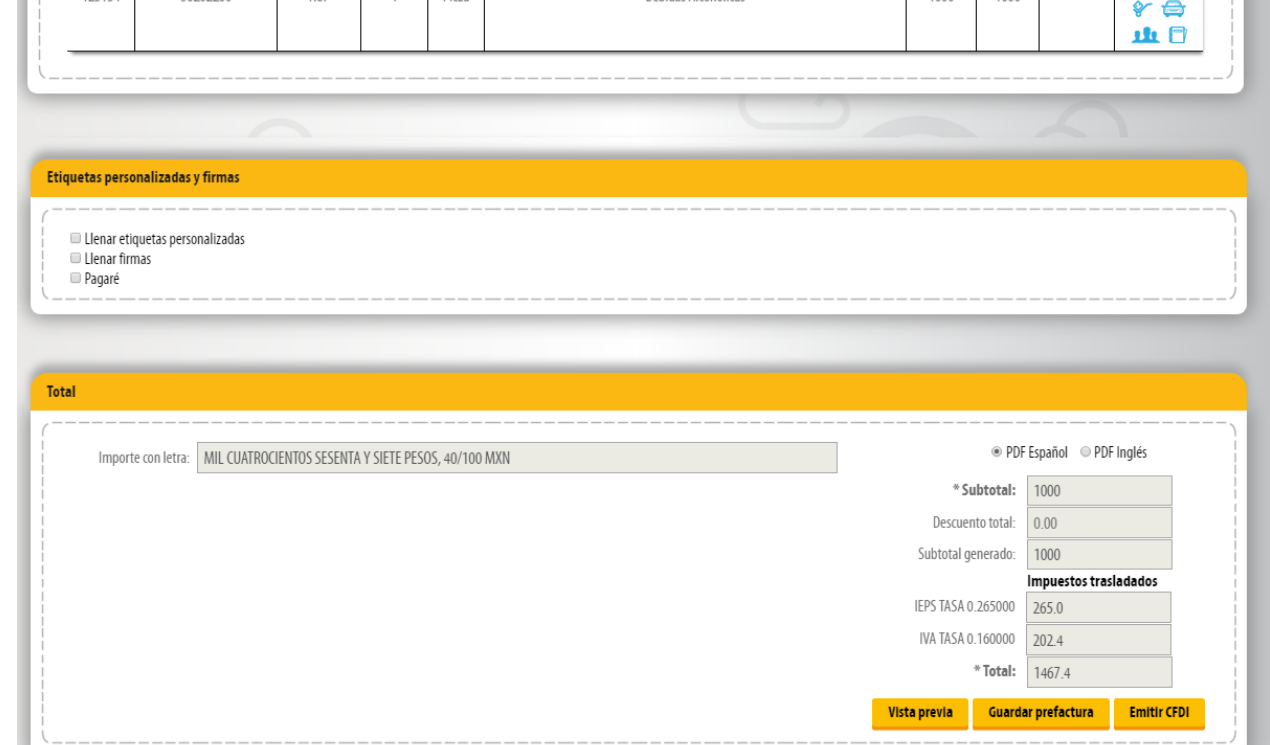 Etiquetas personalizadas y firmas
Llenar etiquetas personalizadas
Llenar firmas
Pagaré
Total
Importe con letra: MIL CUATROCIENTOS SESENTA Y SIETE PESOS, 40/100 MXN
PDF Español PDF Inglés
* Subtotal: 1000
Descuento total: 0.00
Subtotal generado: 1000
Impuestos trasladados
IEPS TASA 0.265000 265.0
IVA TASA 0.160000 202.4
* Total: 1467.4
Vista previa Guardar prefactura Emitir CFDI